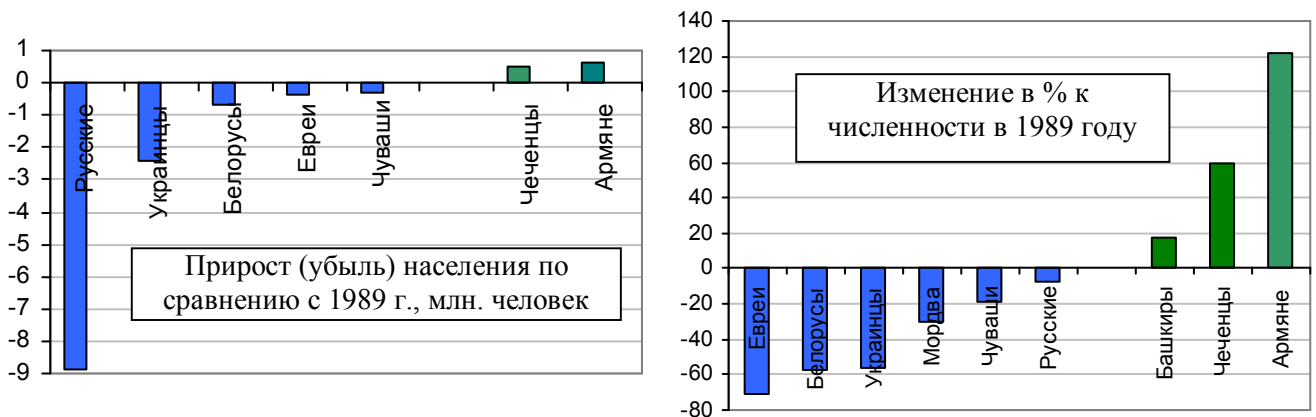 1
0
-1
-2
-3
-4
-5
-6
-7
-8
-9
Русские
Украинцы
Белорусы
Евреи
Чуваши
Чеченцы
Армяне
Прирост (убыль) населения по
сравнению с 1989 г., млн. человек
140
120
100
80
60
40
20
0
-20
-40
-60
-80
Изменение в % к
численности в 1989 году
Евреи
Белорусы
Украинцы
Мордва
Чуваши
Русские
Башкиры
Чеченцы
Армяне